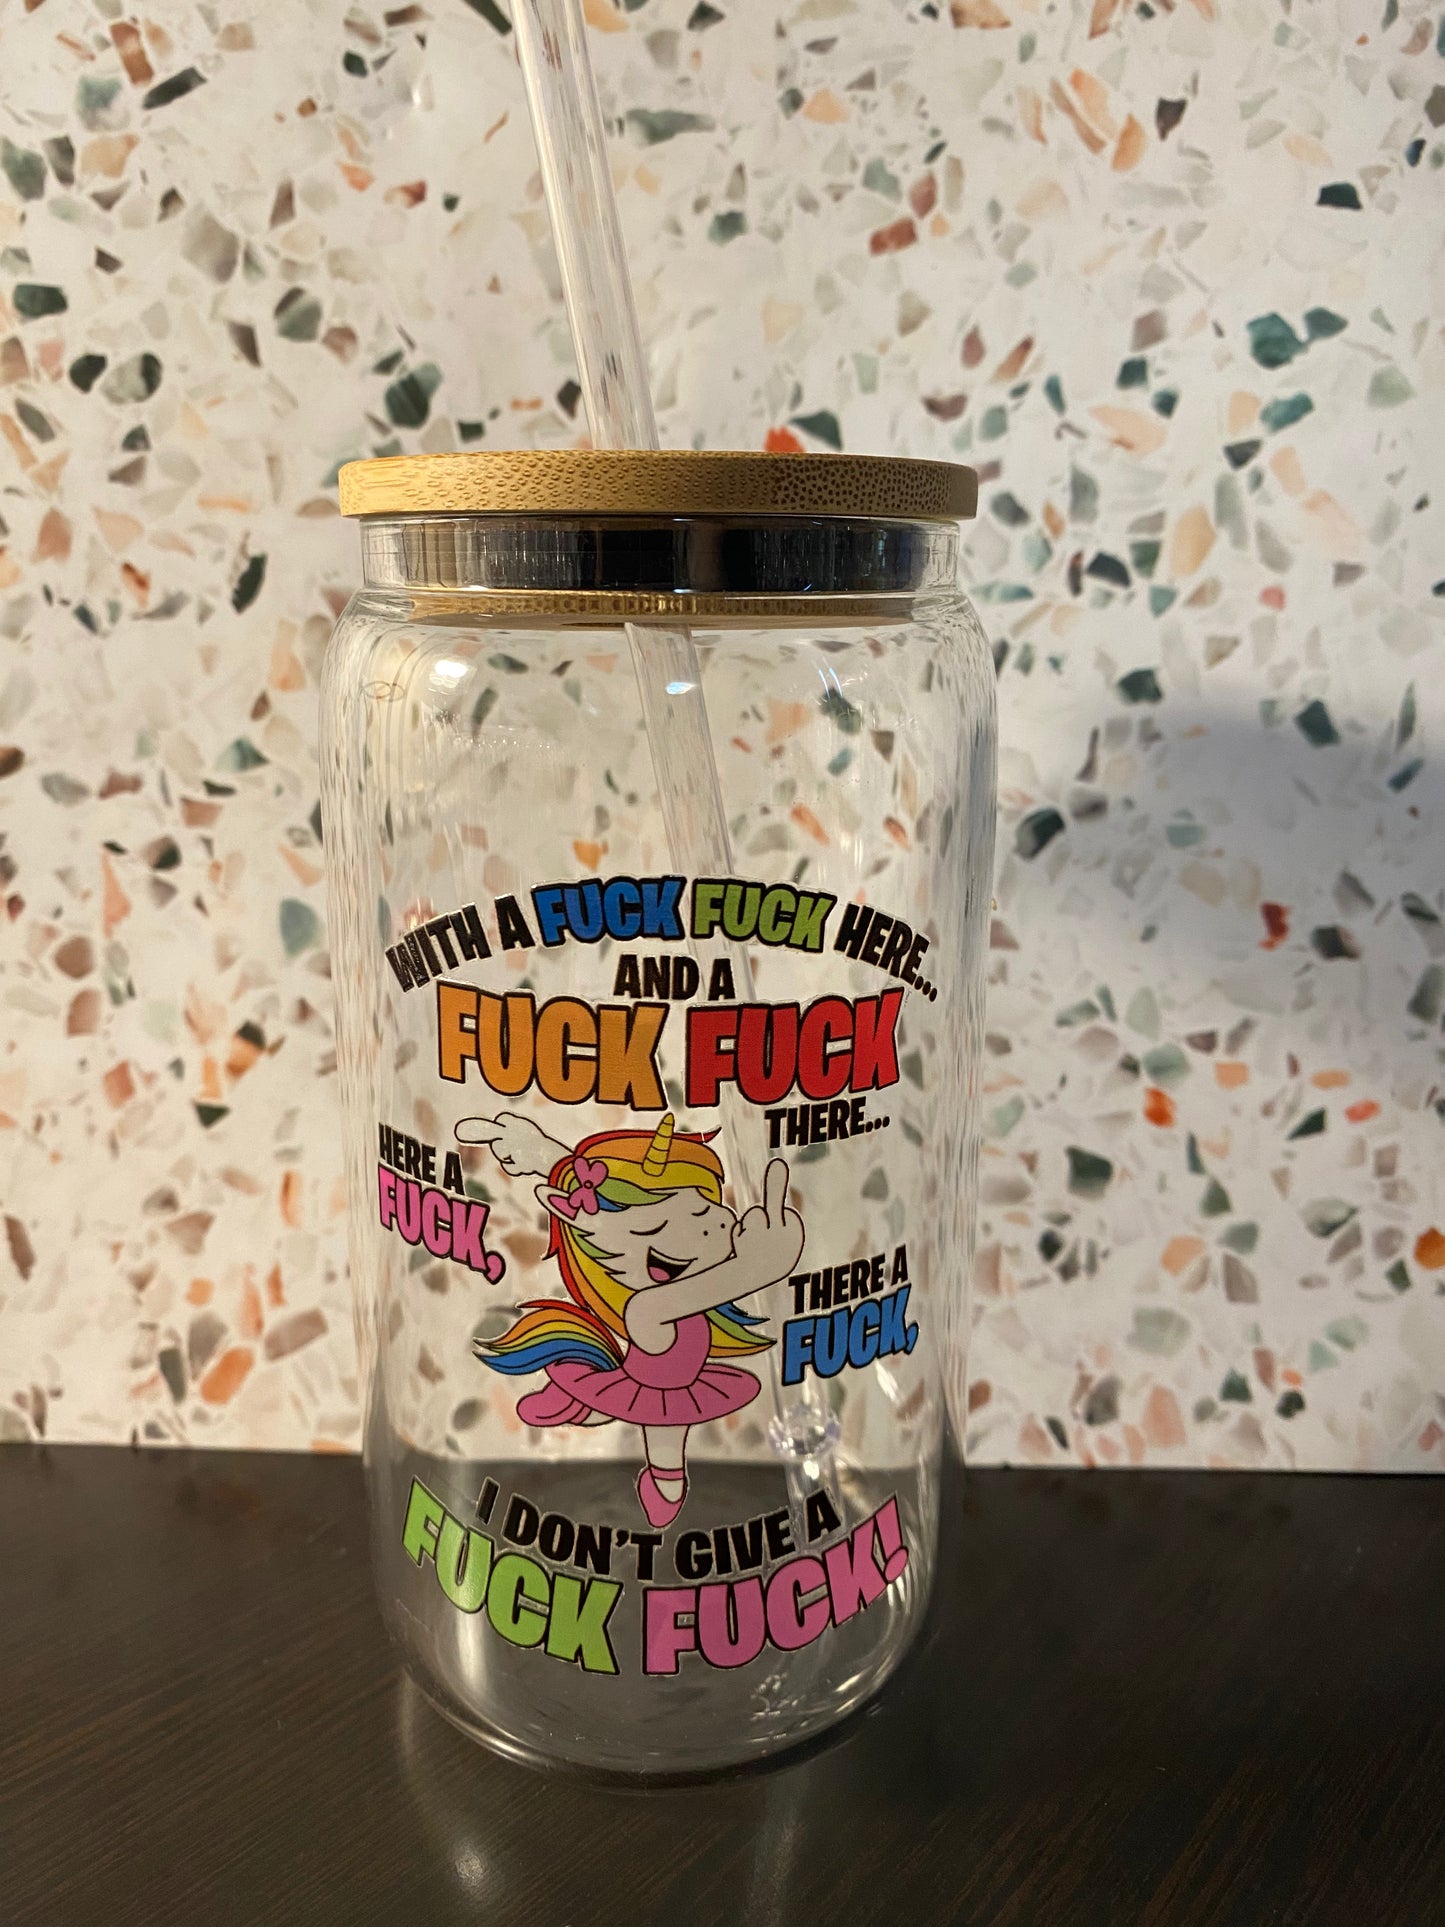 WITH A FUCK FUCK HERE...
AND A
FUCK FUCK
THERE...
HERE A
FUCK,
THERE A
FUCK,
I DON'T GIVE A
FUCK FUCK!